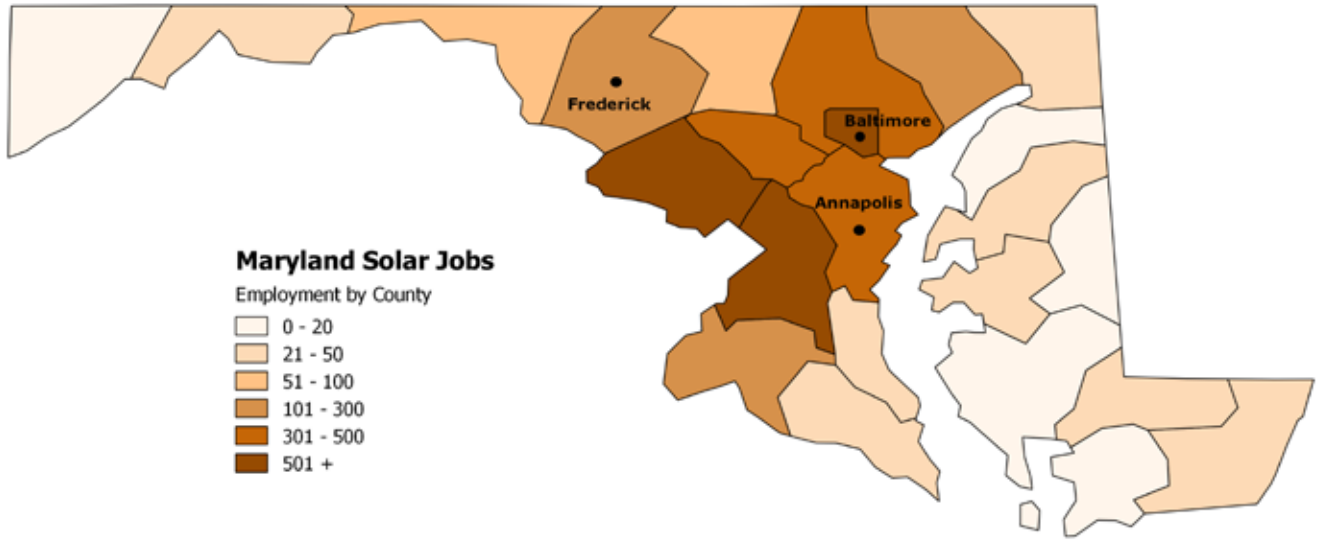 Frederick
Baltimore
Annapolis
Maryland Solar Jobs
Employment by County
0 - 20
21 - 50
51 - 100
101 - 300
301 - 500
501 +